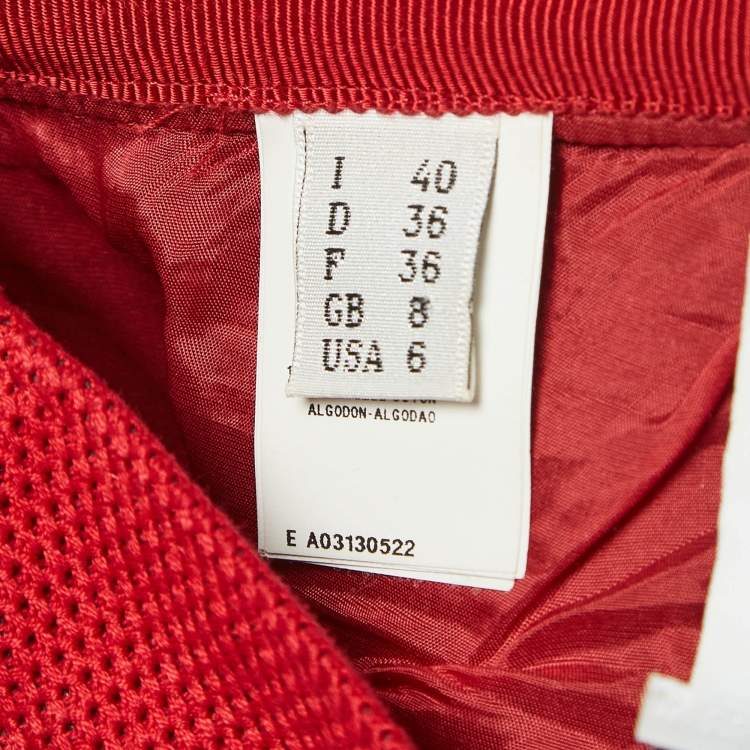 I 40
D 36
F 36
GB 8
USA 6
ALGODON-ALGODAO
E A03130522